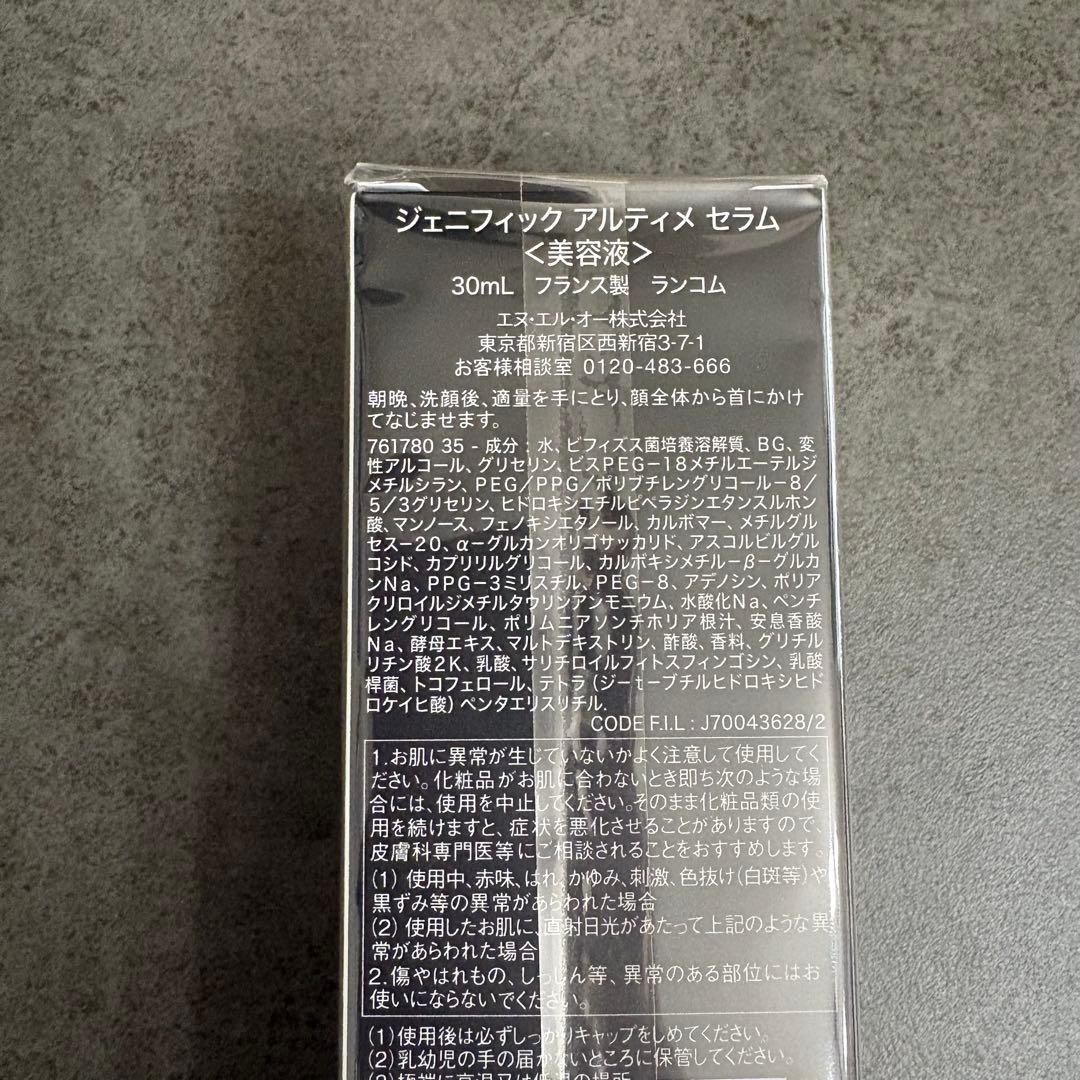 ジェニフィック アルティメ セラム
＜美容液＞
30mL フランス製 ランコム
エヌ・エル・オー株式会社
東京都新宿区西新宿3-7-1
お客様相談室 0120-483-666
朝晩、洗顔後、適量を手にとり、顔全体から首にかけ
てなじませます。
761780 35 - 成分：水、ビフィズス菌培養溶解質、BG、変
性アルコール、グリセリン、ビスPEG－18メチルエーテルジ
メチルシラン、PEG／PPG／ポリブチレングリコール－8／
5／3グリセリン、ヒドロキシエチルピペラジンエタンスルホン
酸、マンノース、フェノキシエタノール、カルボマー、メチルグル
セス－20、α－グルカンオリゴサッカリド、アスコルビルグル
コシド、カプリリルグリコール、カルボキシメチル－β－グルカ
ンNa、PPG－3ミリスチル、PEG－8、アデノシン、ポリア
クリロイルジメチルタウリンアンモニウム、水酸化Na、ペンチ
レングリコール、ポリムニアソンチホリア根汁、安息香酸
Na、酵母エキス、マルトデキストリン、酢酸、香料、グリチル
リチン酸2K、乳酸、サリチロイルフィトスフィンゴシン、乳酸
桿菌、トコフェロール、テトラ（ジ－t－ブチルヒドロキシヒド
ロケイヒ酸）ペンタエリスリチル.
CODE F.I.L : J70043628/2
1.お肌に異常が生じていないかよく注意して使用してく
ださい。化粧品がお肌に合わないとき即ち次のような場
合には、使用を中止してください。そのまま化粧品類の使
用を続けますと、症状を悪化させることがありますので、
皮膚科専門医等にご相談されることをおすすめします。
(1) 使用中、赤味、はれ、かゆみ、刺激、色抜け(白斑等)や
黒ずみ等の異常があらわれた場合
(2) 使用したお肌に、直射日光があたって上記のような異
常があらわれた場合
2.傷やはれもの、しっしん等、異常のある部位にはお
使いにならないでください。
(1)使用後は必ずしっかりキャップをしめてください。
(2)乳幼児の手の届かないところに保管してください。
(3)極端に高温又は低温の場所